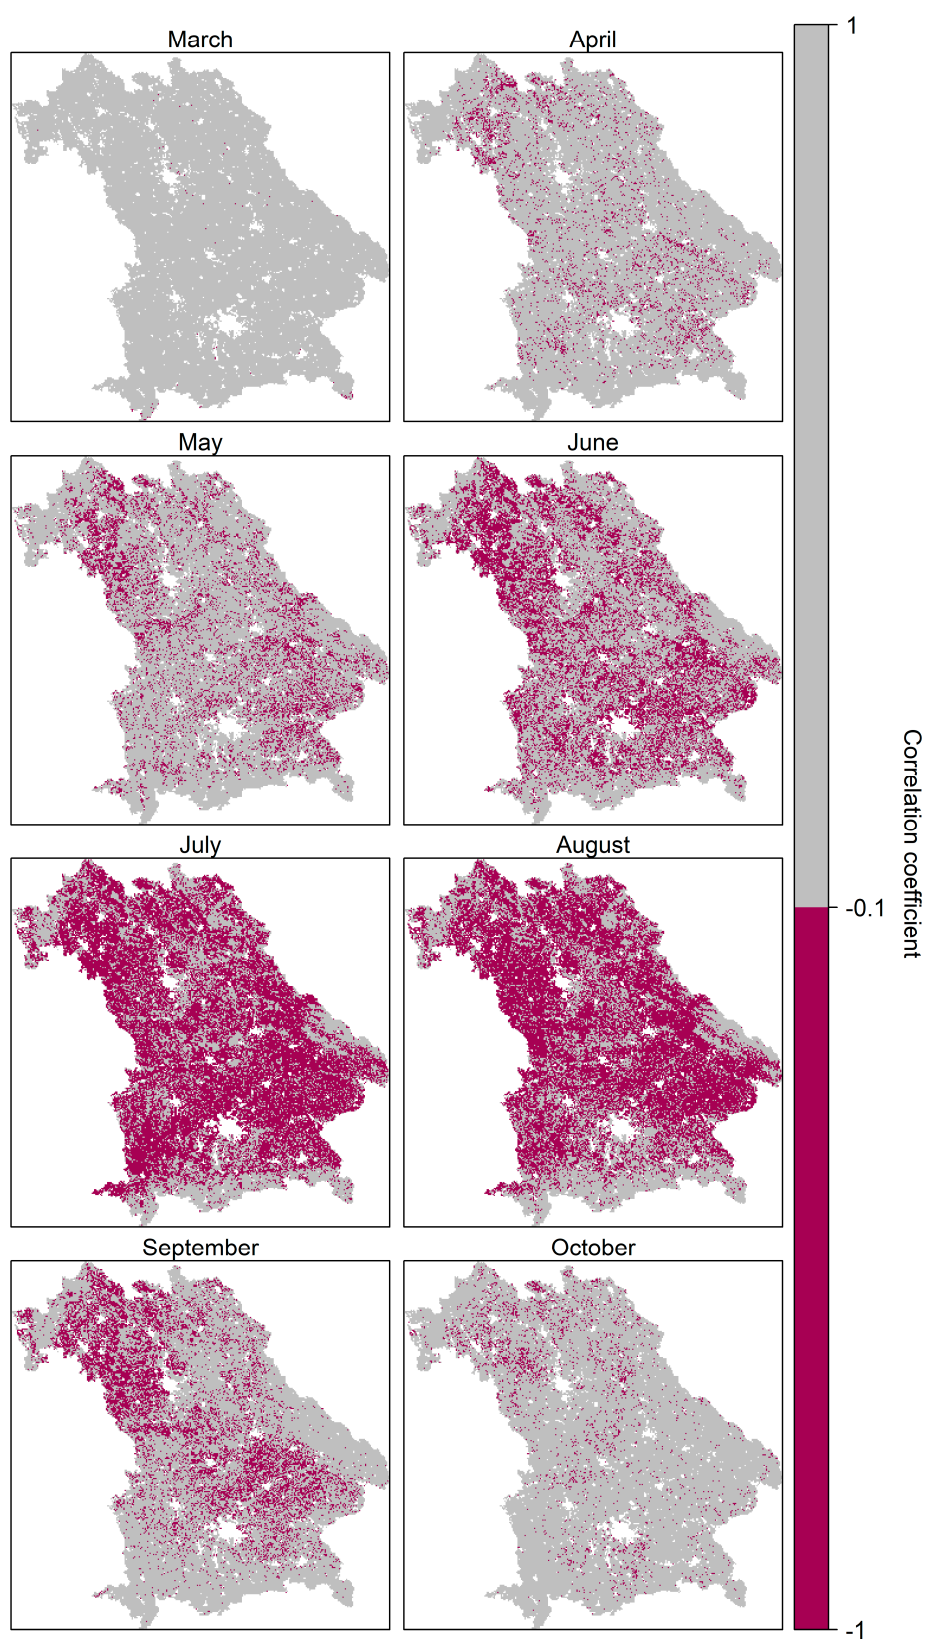 March
April
May
June
July
August
September
October
1
-0.1
-1
Correlation coefficient